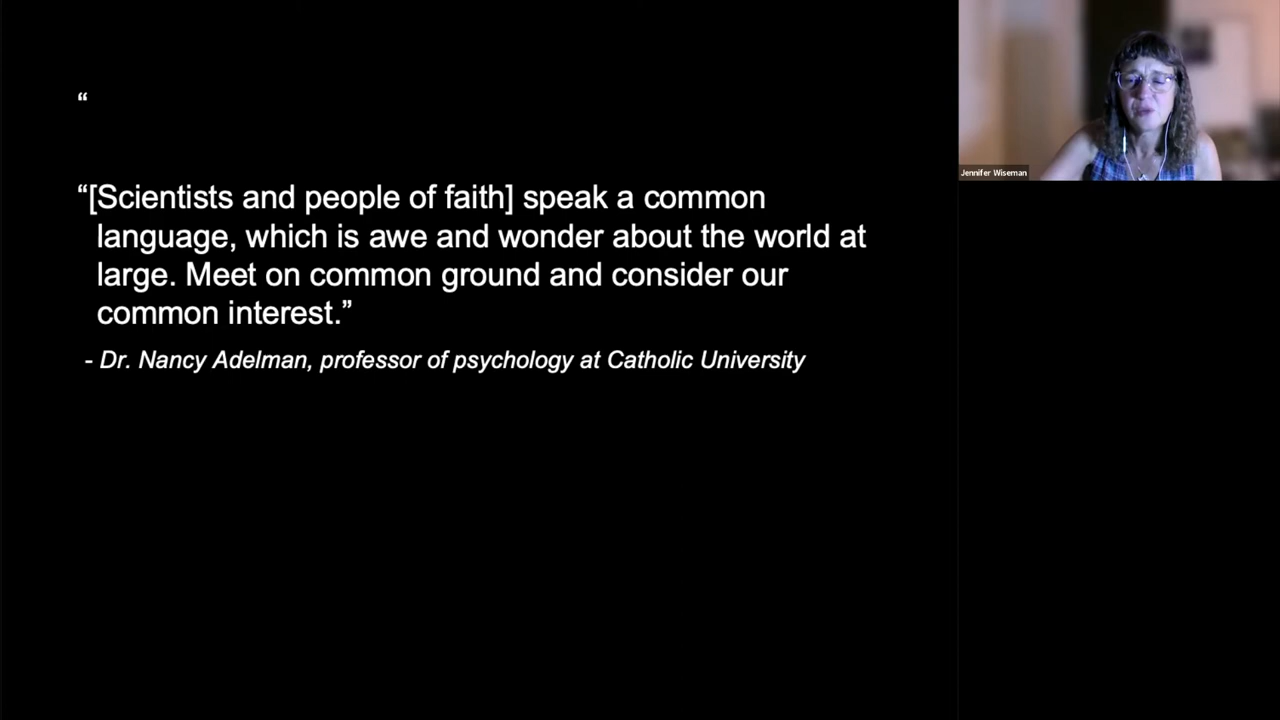 “
“[Scientists and people of faith] speak a common
language, which is awe and wonder about the world at
large. Meet on common ground and consider our
common interest.”
- Dr. Nancy Adelman, professor of psychology at Catholic University
Jennifer Wiseman